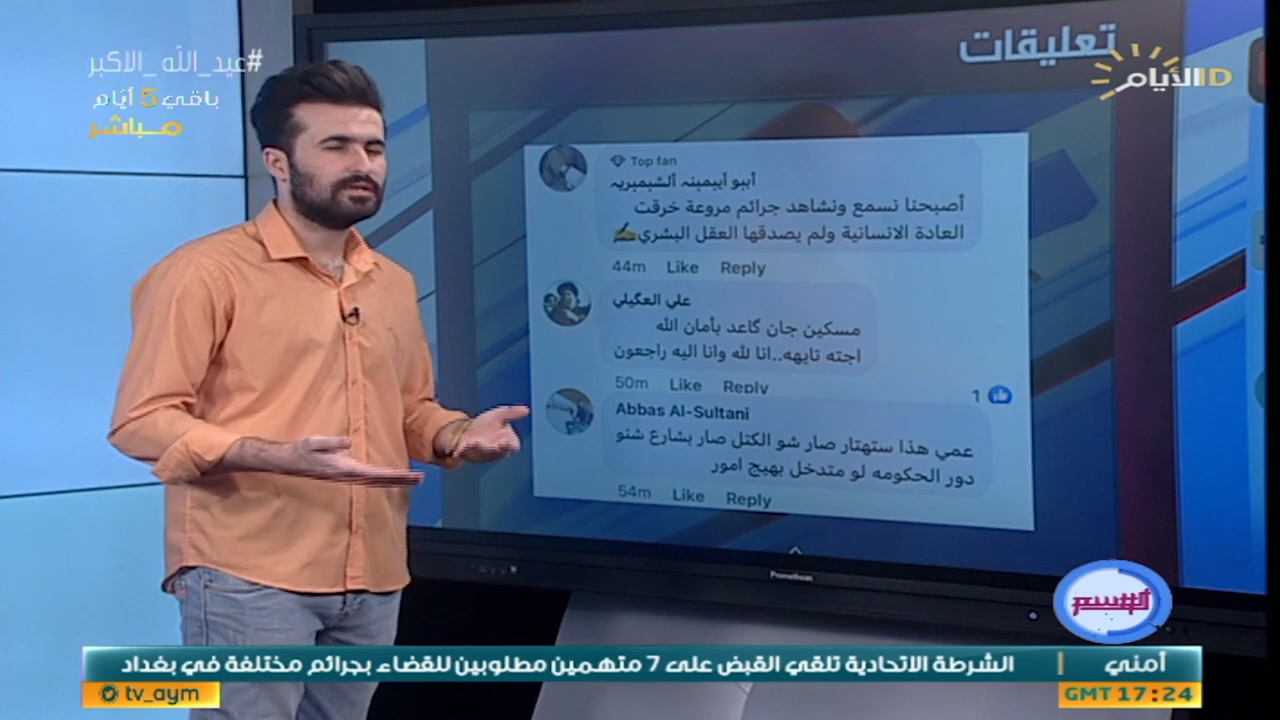 #عيد_الله_الاكبر
باقي 5 أيام
مباشر
تعليقات
الأيام
Top fan
أصبحنا نسمع ونشاهد جرائم مروعة خرقت
العادة الانسانية ولم يصدقها العقل البشري✍
44m Like Reply
علي العگيلي
مسكين جان گاعد بأمان الله
اجته تايهه..انا لله وانا اليه راجعون
50m Like Reply
1
Abbas Al-Sultani
عمي هذا ستهتار صار شو الكتل صار بشارع شنو
دور الحكومه لو متدخل بهيج امور
54m Like Reply
Promethean
أمني | الشرطة الاتحادية تلقي القبض على 7 متهمين مطلوبين للقضاء بجرائم مختلفة في بغداد
tv_aym
GMT 17:24